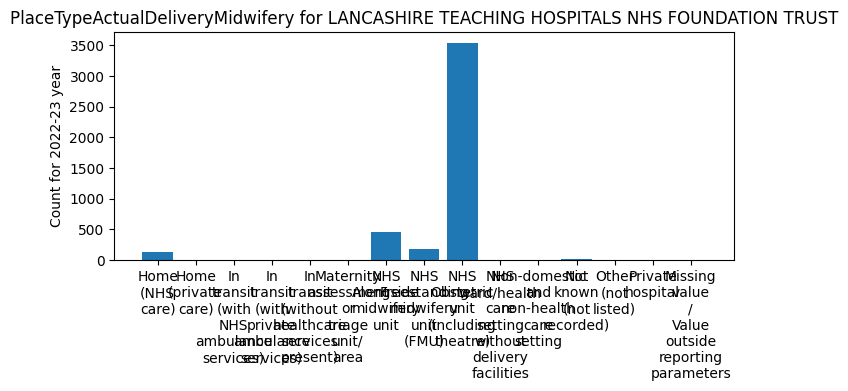 PlaceTypeActualDeliveryMidwifery for LANCASHIRE TEACHING HOSPITALS NHS FOUNDATION TRUST
Count for 2022-23 year
3500
3000
2500
2000
1500
1000
500
0
Home
(NHS
care)
Home
(private
care)
In
transit
(with
NHS
ambulance
services)
In
transit
(with
private
ambulance
services)
In
transit
(without
healthcare
services
present)
Maternity
assessment
or
triage
unit/
area
NHS
Alongside
midwifery
unit
NHS
Freestanding
midwifery
unit
(FMU)
NHS
Obstetric
unit
(including
theatre)
NHS
ward/health
care
setting
without
delivery
facilities
Non-domestic
and
non-health
care
setting
Not
known
(not
recorded)
Other
(not
listed)
Private
hospital
Missing
Value
/
Value
outside
reporting
parameters